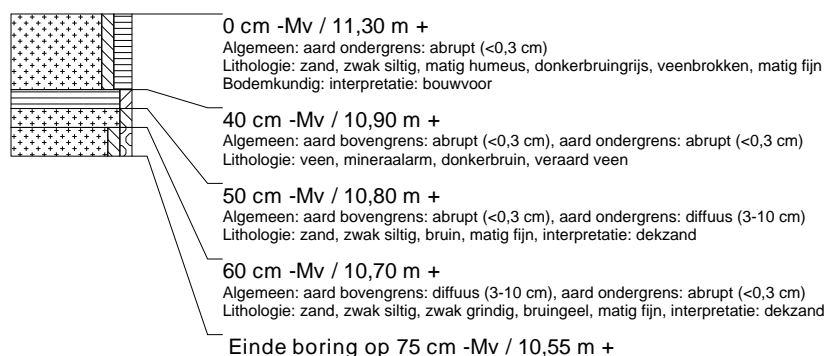 0 cm -Mv / 11,30 m +
Algemeen: aard ondergrens: abrupt (<0,3 cm)
Lithologie: zand, zwak siltig, matig humeus, donkerbruingrijs, veenbrokken, matig fijn
Bodemkundig: interpretatie: bouwvoor
40 cm -Mv / 10,90 m +
Algemeen: aard bovengrens: abrupt (<0,3 cm), aard ondergrens: abrupt (<0,3 cm)
Lithologie: veen, mineraalarm, donkerbruin, veraard veen
50 cm -Mv / 10,80 m +
Algemeen: aard bovengrens: abrupt (<0,3 cm), aard ondergrens: diffuus (3-10 cm)
Lithologie: zand, zwak siltig, bruin, matig fijn, interpretatie: dekzand
60 cm -Mv / 10,70 m +
Algemeen: aard bovengrens: diffuus (3-10 cm), aard ondergrens: abrupt (<0,3 cm)
Lithologie: zand, zwak siltig, zwak grindig, bruingeel, matig fijn, interpretatie: dekzand
Einde boring op 75 cm -Mv / 10,55 m +